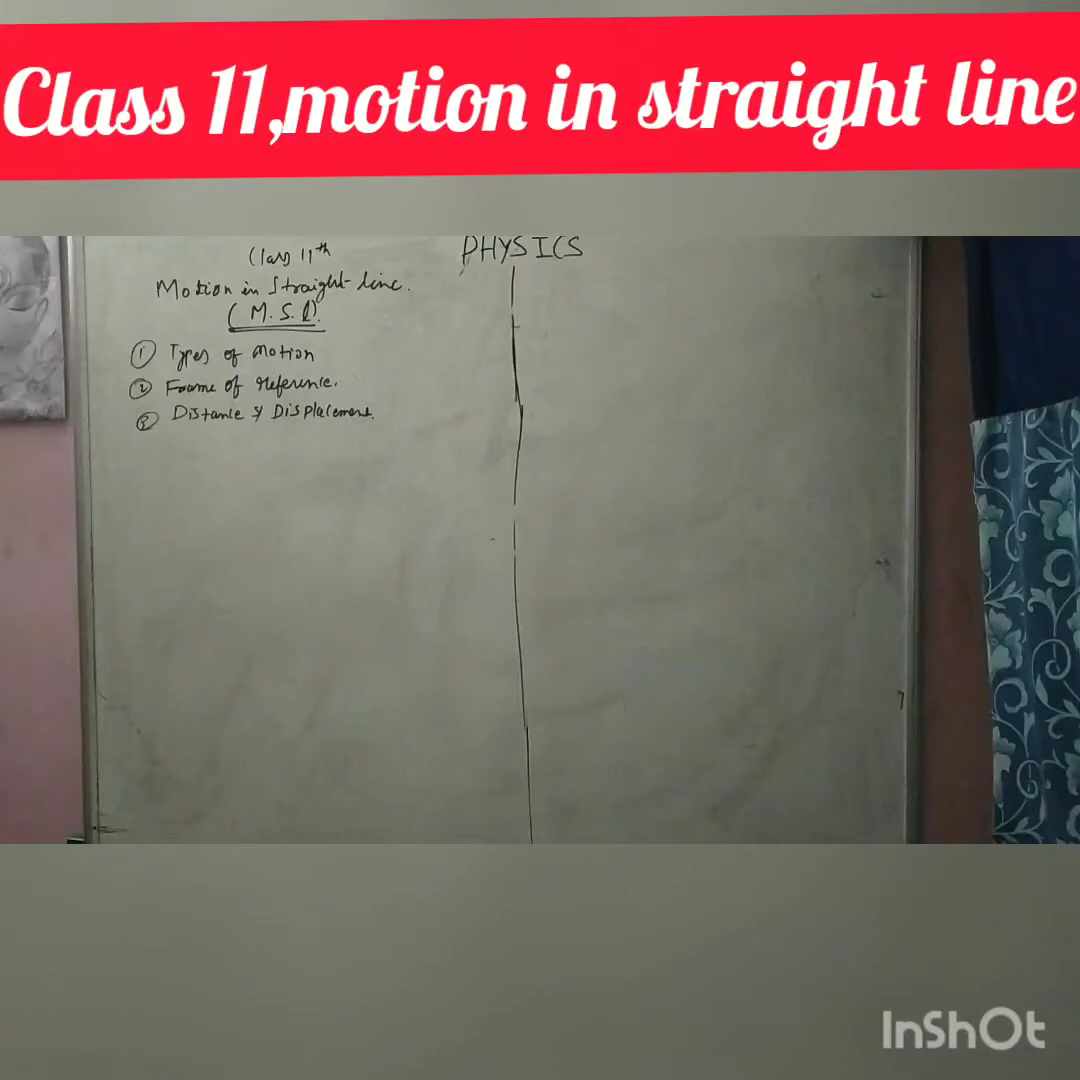 Class 11,motion in straight line
Class 11th
PHYSICS
Motion in Straight line.
(M.S.L).
① Types of Motion
② Frame of reference.
③ Distance & Displacement.
InShOt